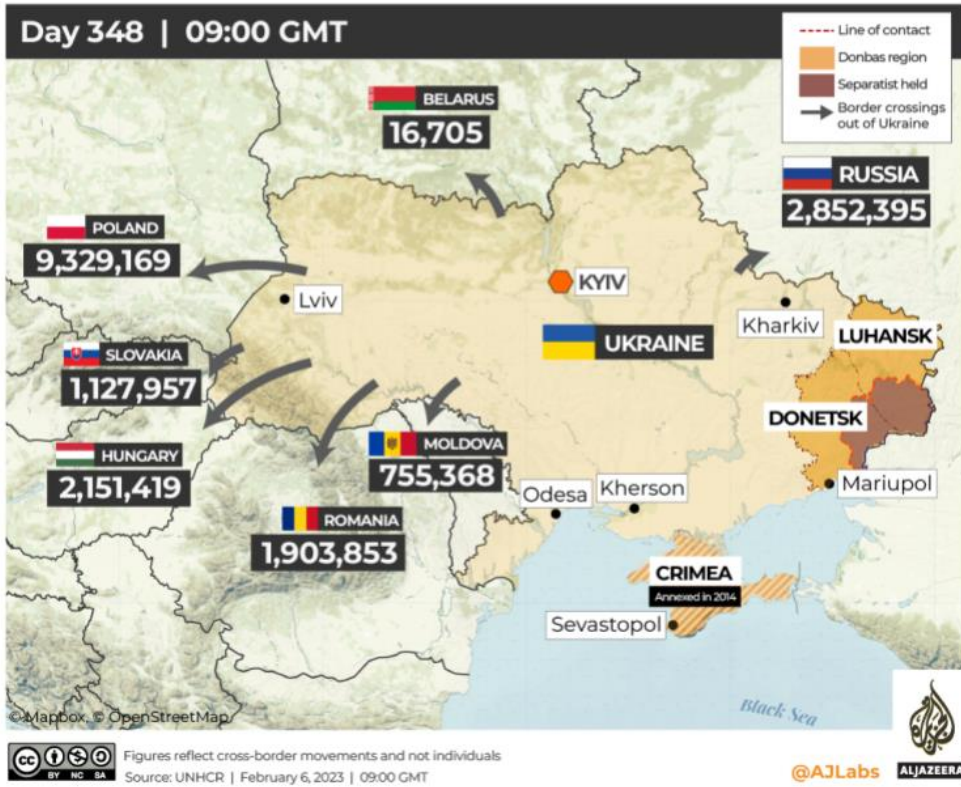 Day 348 | 09:00 GMT
Line of contact
Donbas region
Separatist held
Border crossings
out of Ukraine
BELARUS
16,705
RUSSIA
2,852,395
POLAND
9,329,169
Lviv
KYIV
Kharkiv
UKRAINE
LUHANSK
SLOVAKIA
1,127,957
DONETSK
HUNGARY
2,151,419
MOLDOVA
755,368
Mariupol
Odesa
Kherson
ROMANIA
1,903,853
CRIMEA
Annexed in 2014
Sevastopol
Black Sea
© Mapbox, © OpenStreetMap
cc BY NC SA
Figures reflect cross-border movements and not individuals
Source: UNHCR | February 6, 2023 | 09:00 GMT
@AJLabs
ALJAZEERA